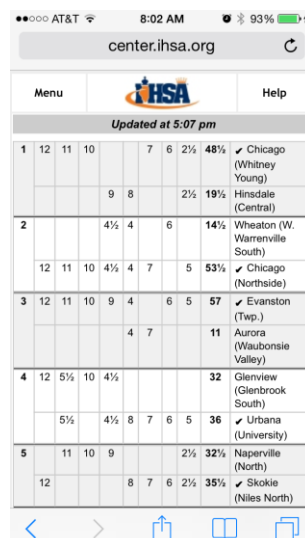 AT&T 8:02 AM 93%
center.ihsa.org
Menu IHSA Help
Updated at 5:07 pm
1 12 11 10 7 6 2½ 48½ ✔ Chicago
(Whitney
Young)
9 8 2½ 19½ Hinsdale
(Central)
2 4½ 4 6 14½ Wheaton (W.
Warrenville
South)
12 11 10 4½ 4 7 5 53½ ✔ Chicago
(Northside)
3 12 11 10 9 4 6 5 57 ✔ Evanston
(Twp.)
4 7 11 Aurora
(Waubonsie
Valley)
4 12 5½ 10 4½ 32 Glenview
(Glenbrook
South)
5½ 4½ 8 7 6 5 36 ✔ Urbana
(University)
5 11 10 9 2½ 32½ Naperville
(North)
12 8 7 6 2½ 35½ ✔ Skokie
(Niles North)